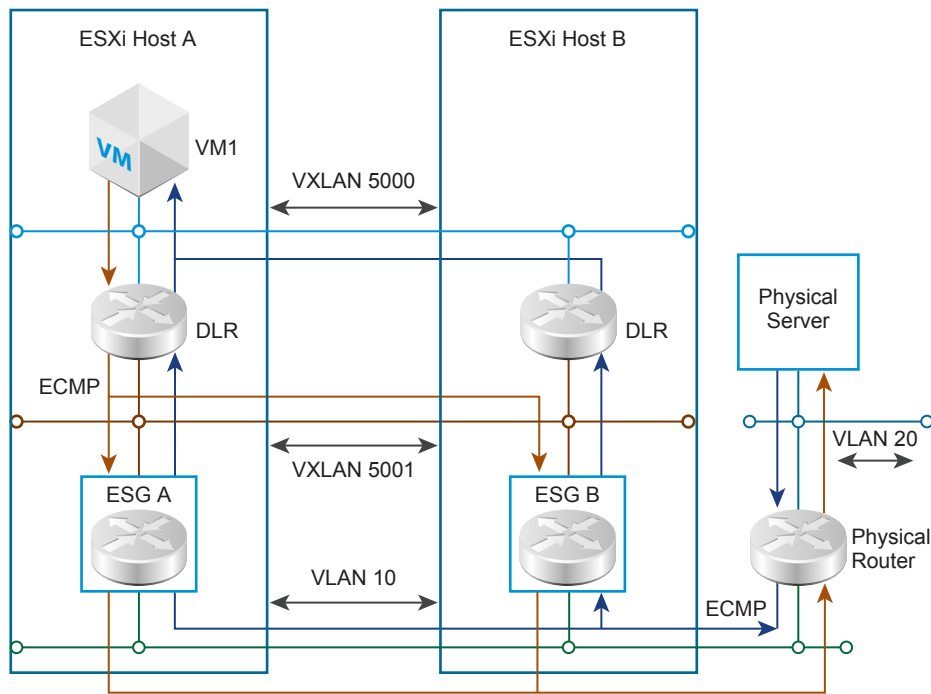 ESXi Host A
ESXi Host B
VM
VM1
VXLAN 5000
Physical
Server
DLR
DLR
ECMP
VLAN 20
VXLAN 5001
ESG A
ESG B
Physical
Router
VLAN 10
ECMP